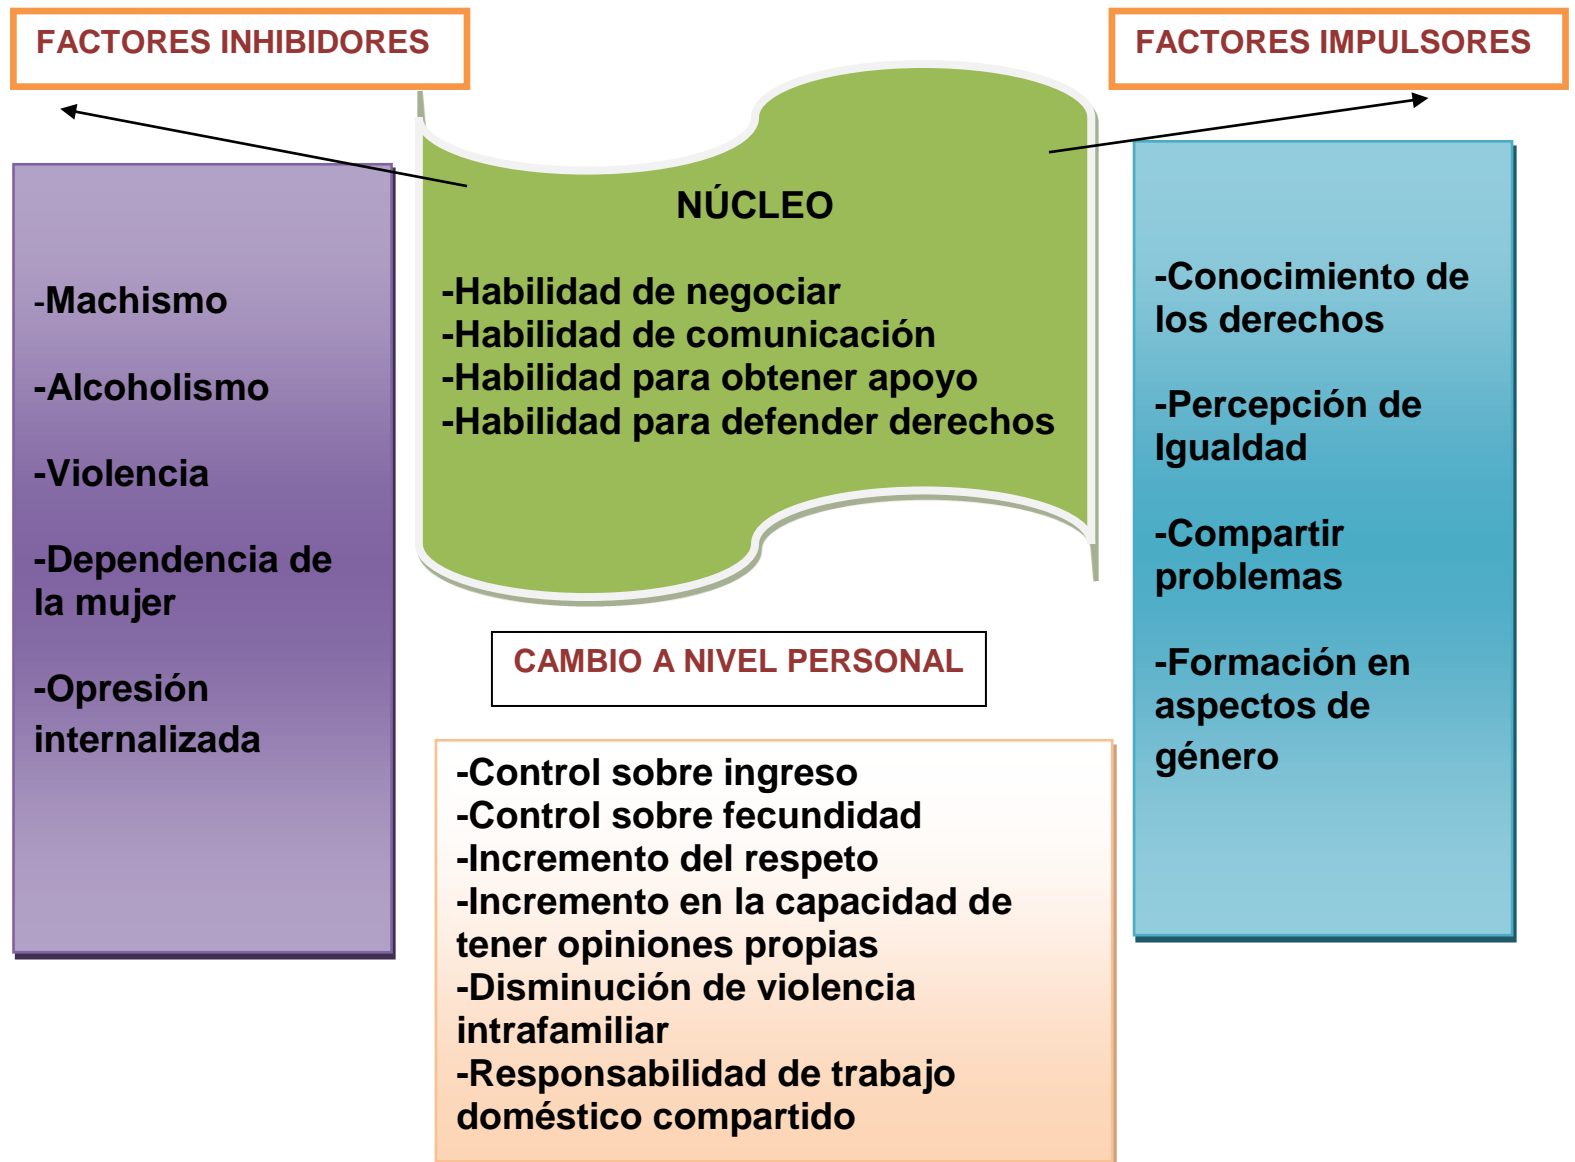 FACTORES INHIBIDORES
FACTORES IMPULSORES
NÚCLEO
-Habilidad de negociar
-Habilidad de comunicación
-Habilidad para obtener apoyo
-Habilidad para defender derechos
-Machismo
-Alcoholismo
-Violencia
-Dependencia de
la mujer
-Opresión
internalizada
-Conocimiento de
los derechos
-Percepción de
Igualdad
-Compartir
problemas
-Formación en
aspectos de
género
CAMBIO A NIVEL PERSONAL
-Control sobre ingreso
-Control sobre fecundidad
-Incremento del respeto
-Incremento en la capacidad de
tener opiniones propias
-Disminución de violencia
intrafamiliar
-Responsabilidad de trabajo
doméstico compartido